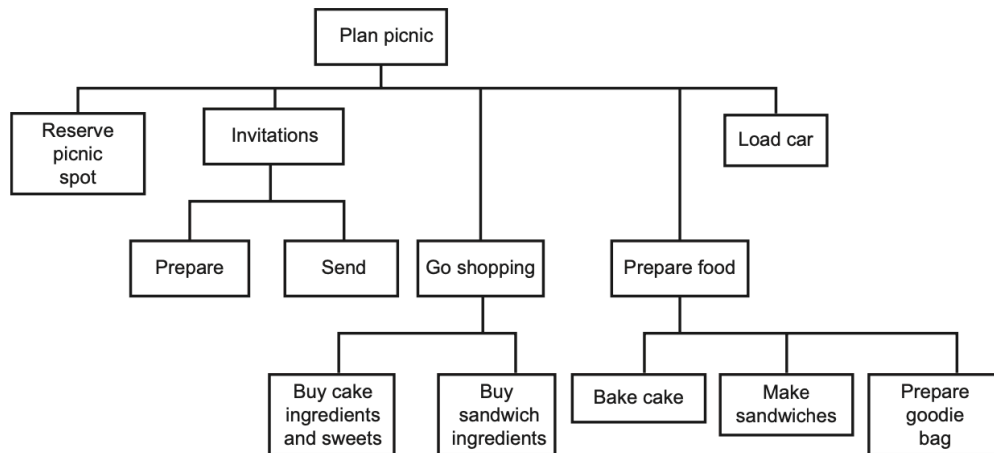 Plan picnic
Reserve
picnic
spot
Invitations
Load car
Prepare
Send
Go shopping
Prepare food
Buy cake
ingredients
and sweets
Buy
sandwich
ingredients
Bake cake
Make
sandwiches
Prepare
goodie
bag